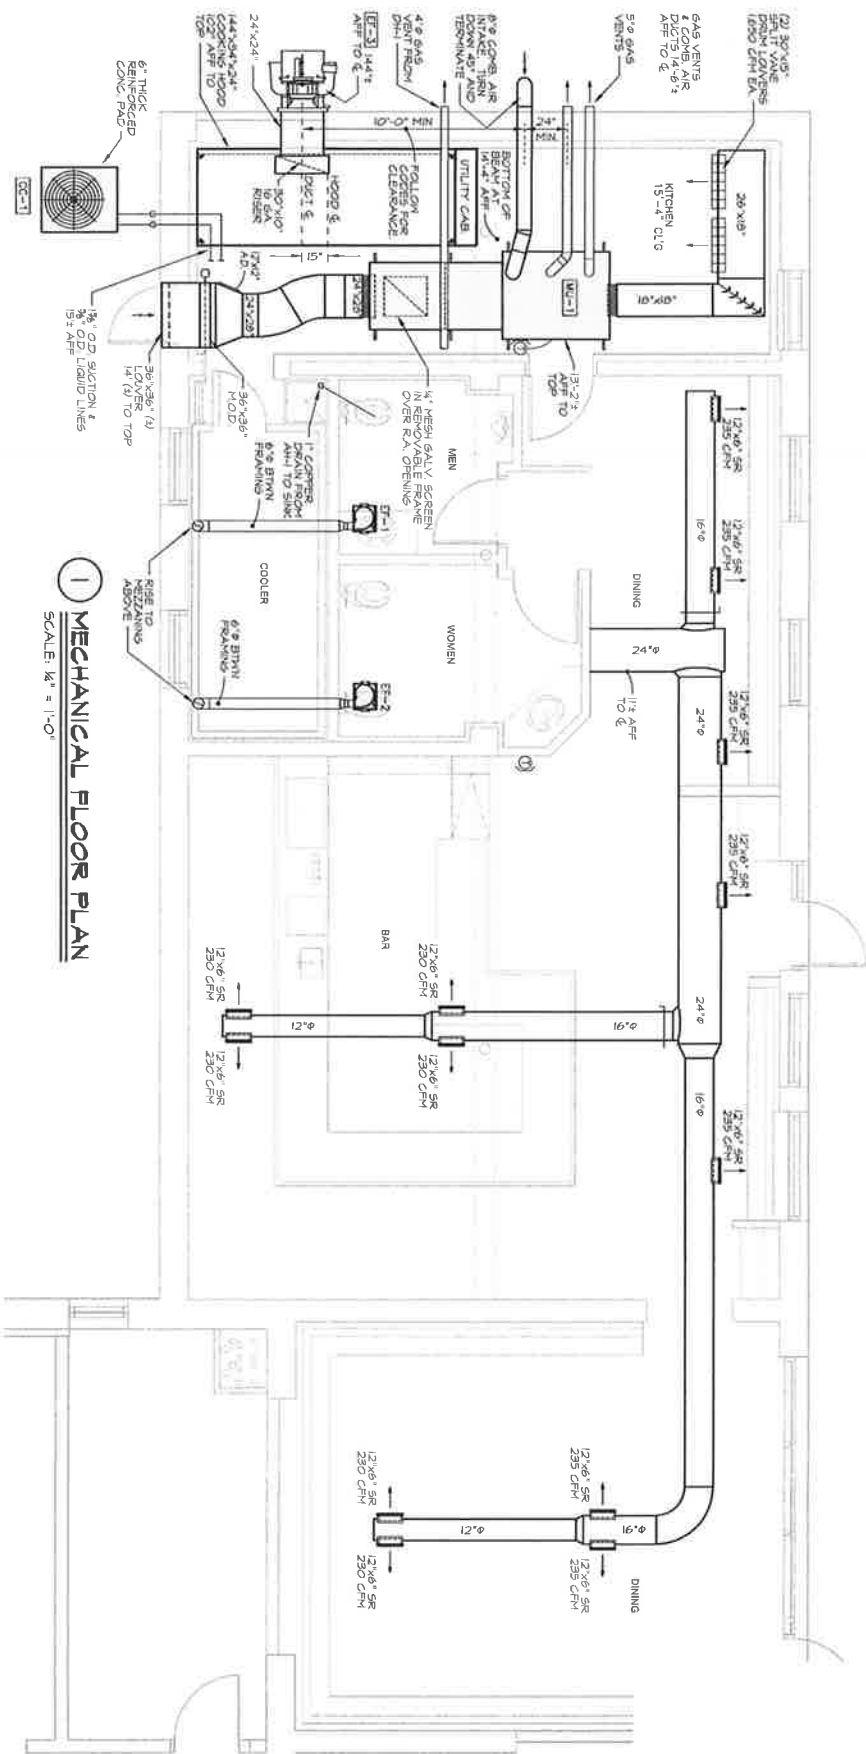 (2) 30"x15"
SPLIT VANE
DRUM LOUVERS
1,650 CFM EA.
GAS VENTS
& COMB. AIR
DUCTS 14'-6"±
AFF TO ℄
5"Ø GAS
VENTS
8"Ø COMB. AIR
INTAKE. TURN
DOWN 45° AND
TERMINATE
4"Ø GAS
VENT FROM
DH-1
EF-3
144"±
AFF TO ℄
24"x24"
144"x54"x24"
COOKING HOOD
102" AFF TO
TOP
6" THICK
REINFORCED
CONC. PAD
CC-1
26"x18"
KITCHEN
15'-4" CL'G
18"x18"
24"
MIN.
10'-0" MIN
BOTTOM OF
BEAM AT
14'-4" AFF
UTILITY CAB
FOLLOW
CODES FOR
CLEARANCE.
HOOD ℄
DUCT ℄
30"x10"
16 GA
RISER
15"
MU-1
13'-2"±
AFF TO
TOP
24"x28"
24"x28"
12"x12"
A.D.
1⅜" O.D. SUCTION &
⅝" O.D. LIQUID LINES
15'± AFF
36"x36" (±)
LOUVER
14' (±) TO TOP
36"x36"
M.O.D.
¼" MESH GALV. SCREEN
IN REMOVABLE FRAME
OVER R.A. OPENING
1" COPPER
DRAIN FROM
AH-1 TO SINK
MEN
WOMEN
COOLER
EF-1
EF-2
6"Ø BTWN
FRAMING
6"Ø BTWN
FRAMING
RISE TO
MEZZANINE
ABOVE
DINING
12"x6" SR
235 CFM
12"x6" SR
235 CFM
16"Ø
24"Ø
11'± AFF
TO ℄
24"Ø
12"x6" SR
235 CFM
12"x6" SR
235 CFM
24"Ø
T
BAR
12"x6" SR
230 CFM
12"x6" SR
230 CFM
12"Ø
12"x6" SR
230 CFM
12"x6" SR
230 CFM
16"Ø
16"Ø
12"x6" SR
235 CFM
12"x6" SR
230 CFM
12"x6" SR
235 CFM
12"Ø
16"Ø
12"x6" SR
230 CFM
12"x6" SR
235 CFM
DINING
1
MECHANICAL FLOOR PLAN
SCALE: ¼" = 1'-0"